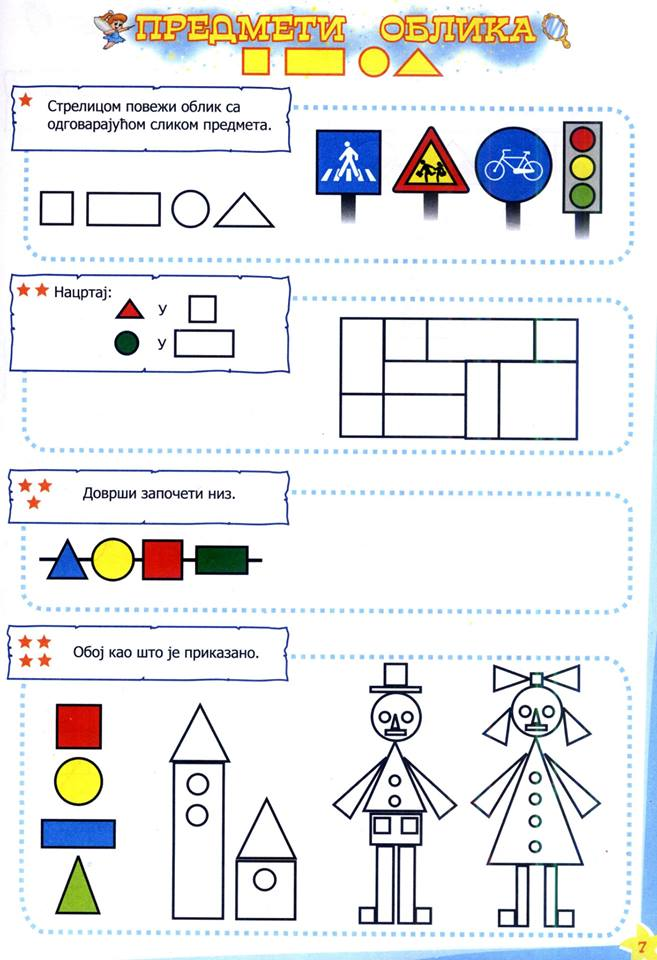 ПРЕДМЕТИ ОБЛИКА
Стрелицом повежи облик са
одговарајућом сликом предмета.
Нацртај:
у
у
Доврши започети низ.
Обој као што је приказано.
7